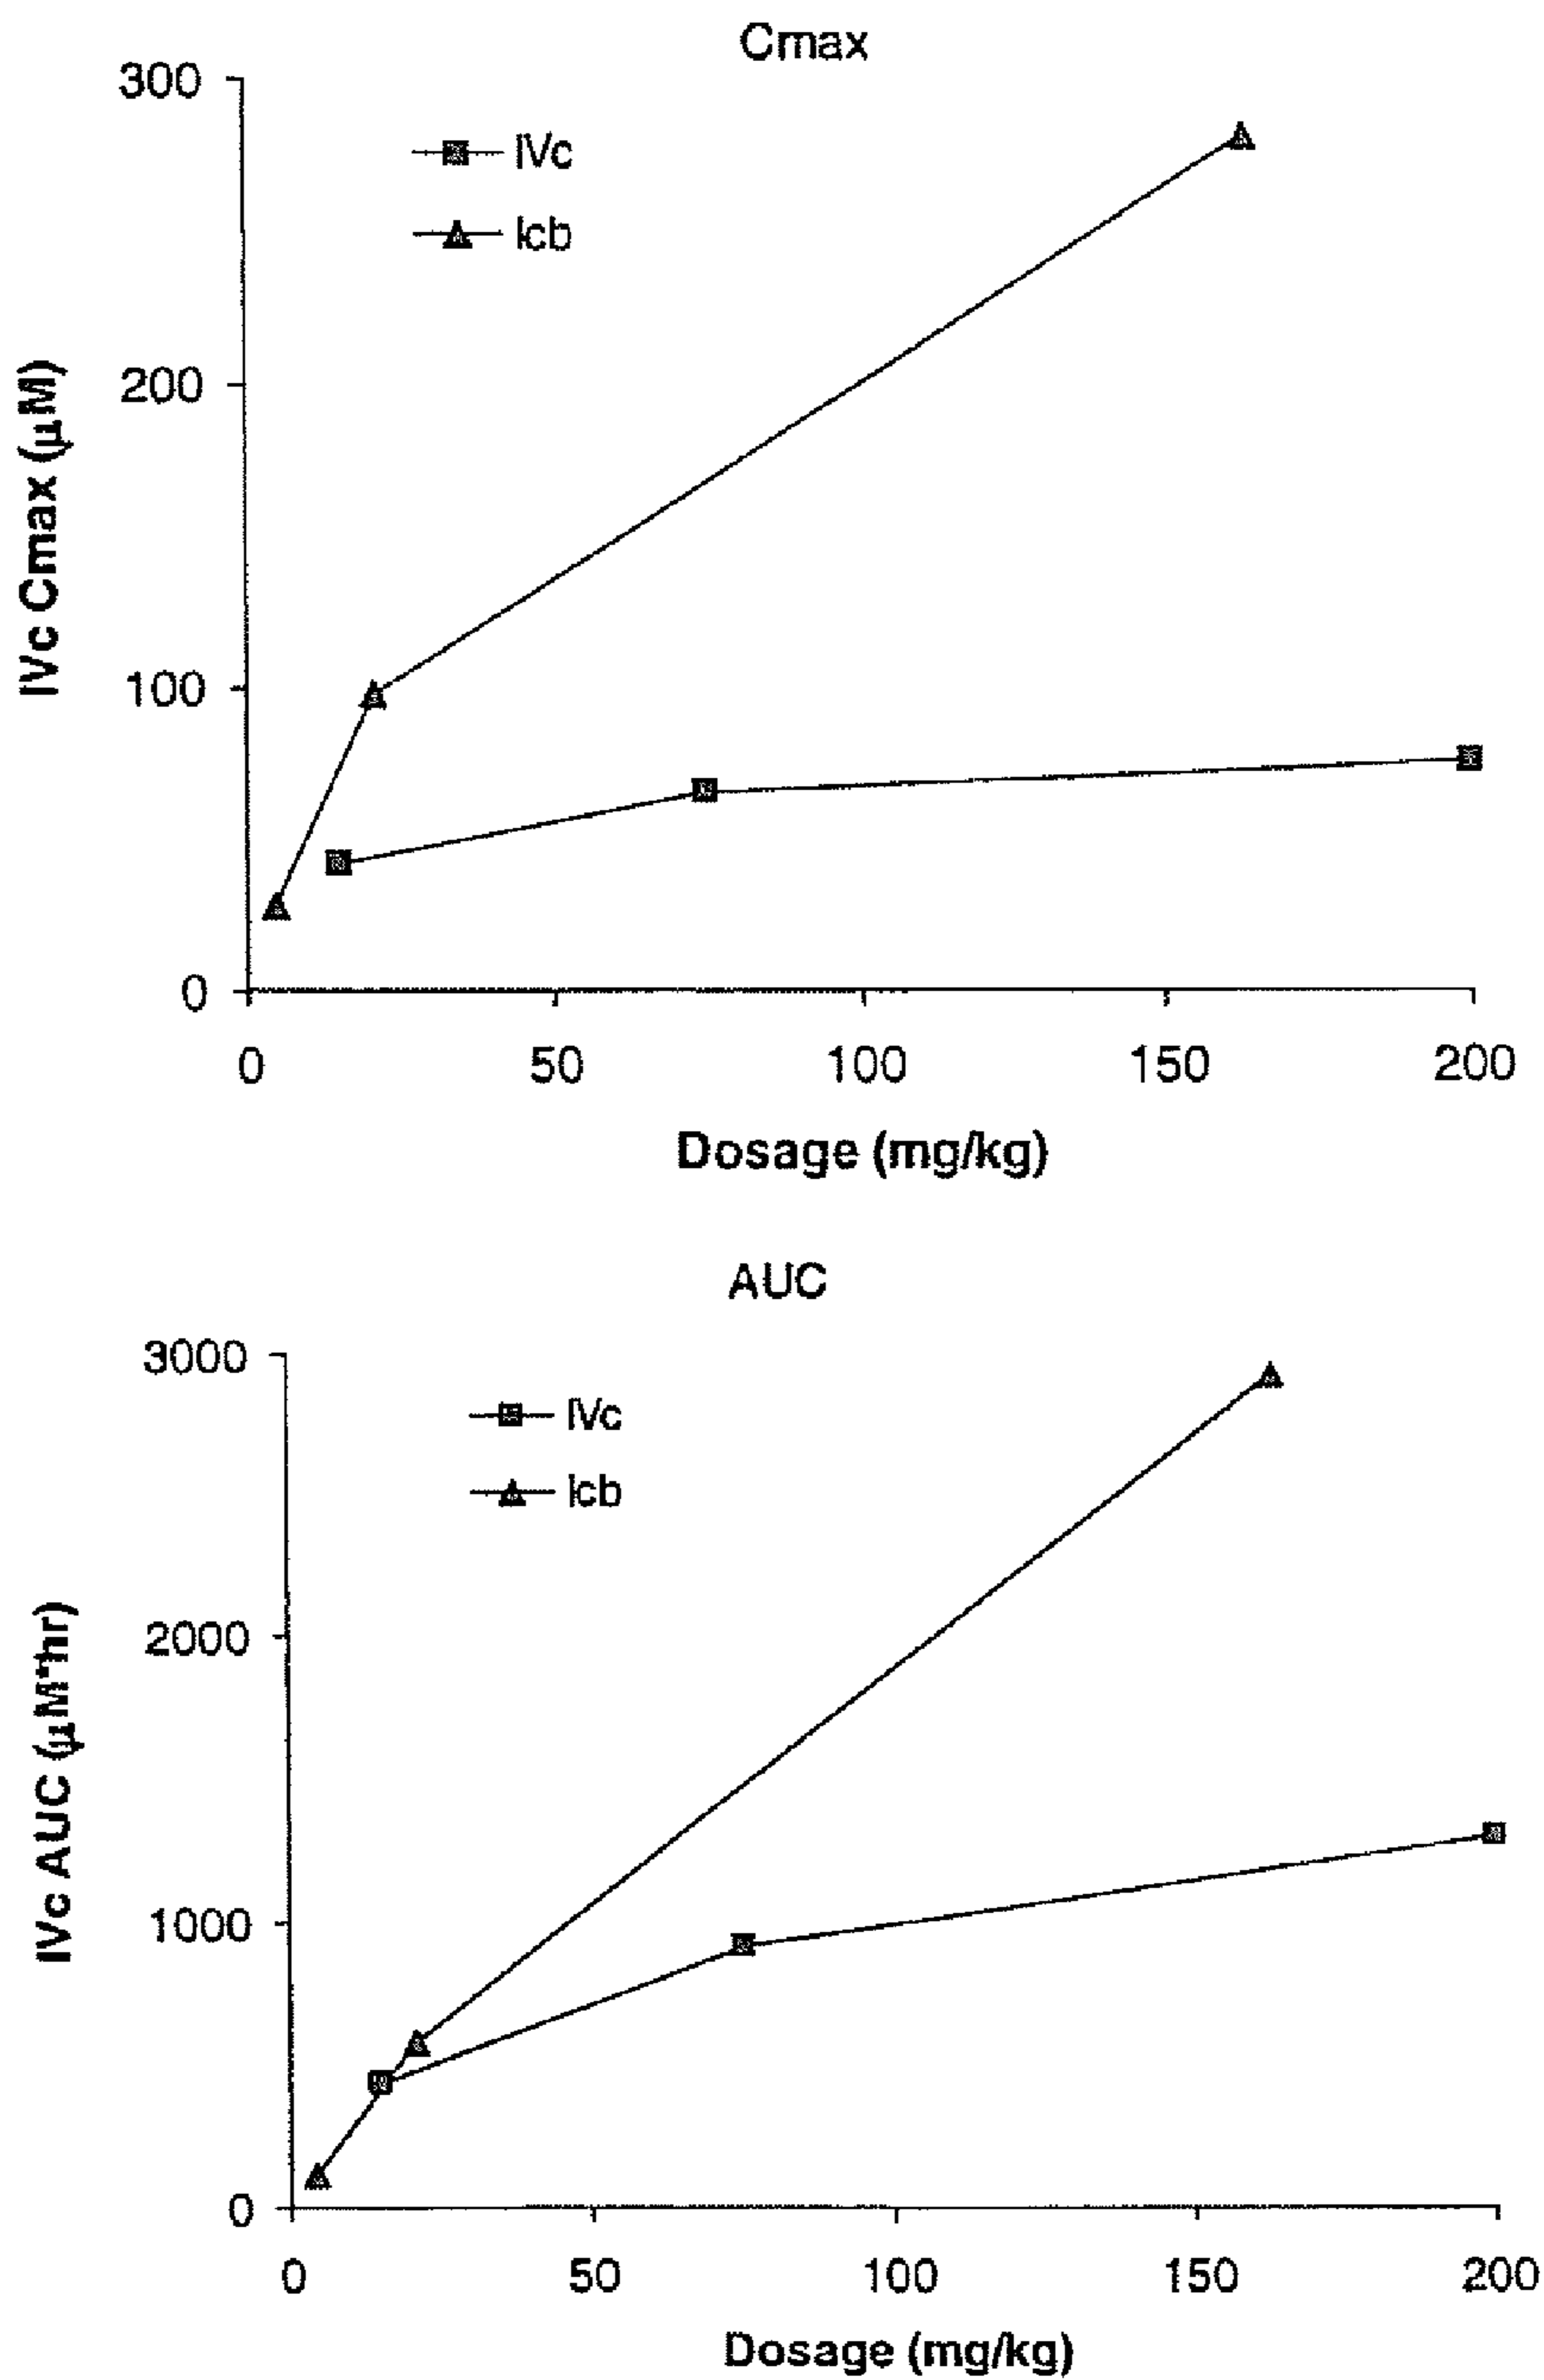 Cmax
300
IVc
Icb
200
100
0
IVc Cmax (μM)
0 50 100 150 200
Dosage (mg/kg)
AUC
3000
IVc
Icb
2000
1000
0
IVc AUC (μM*hr)
0 50 100 150 200
Dosage (mg/kg)